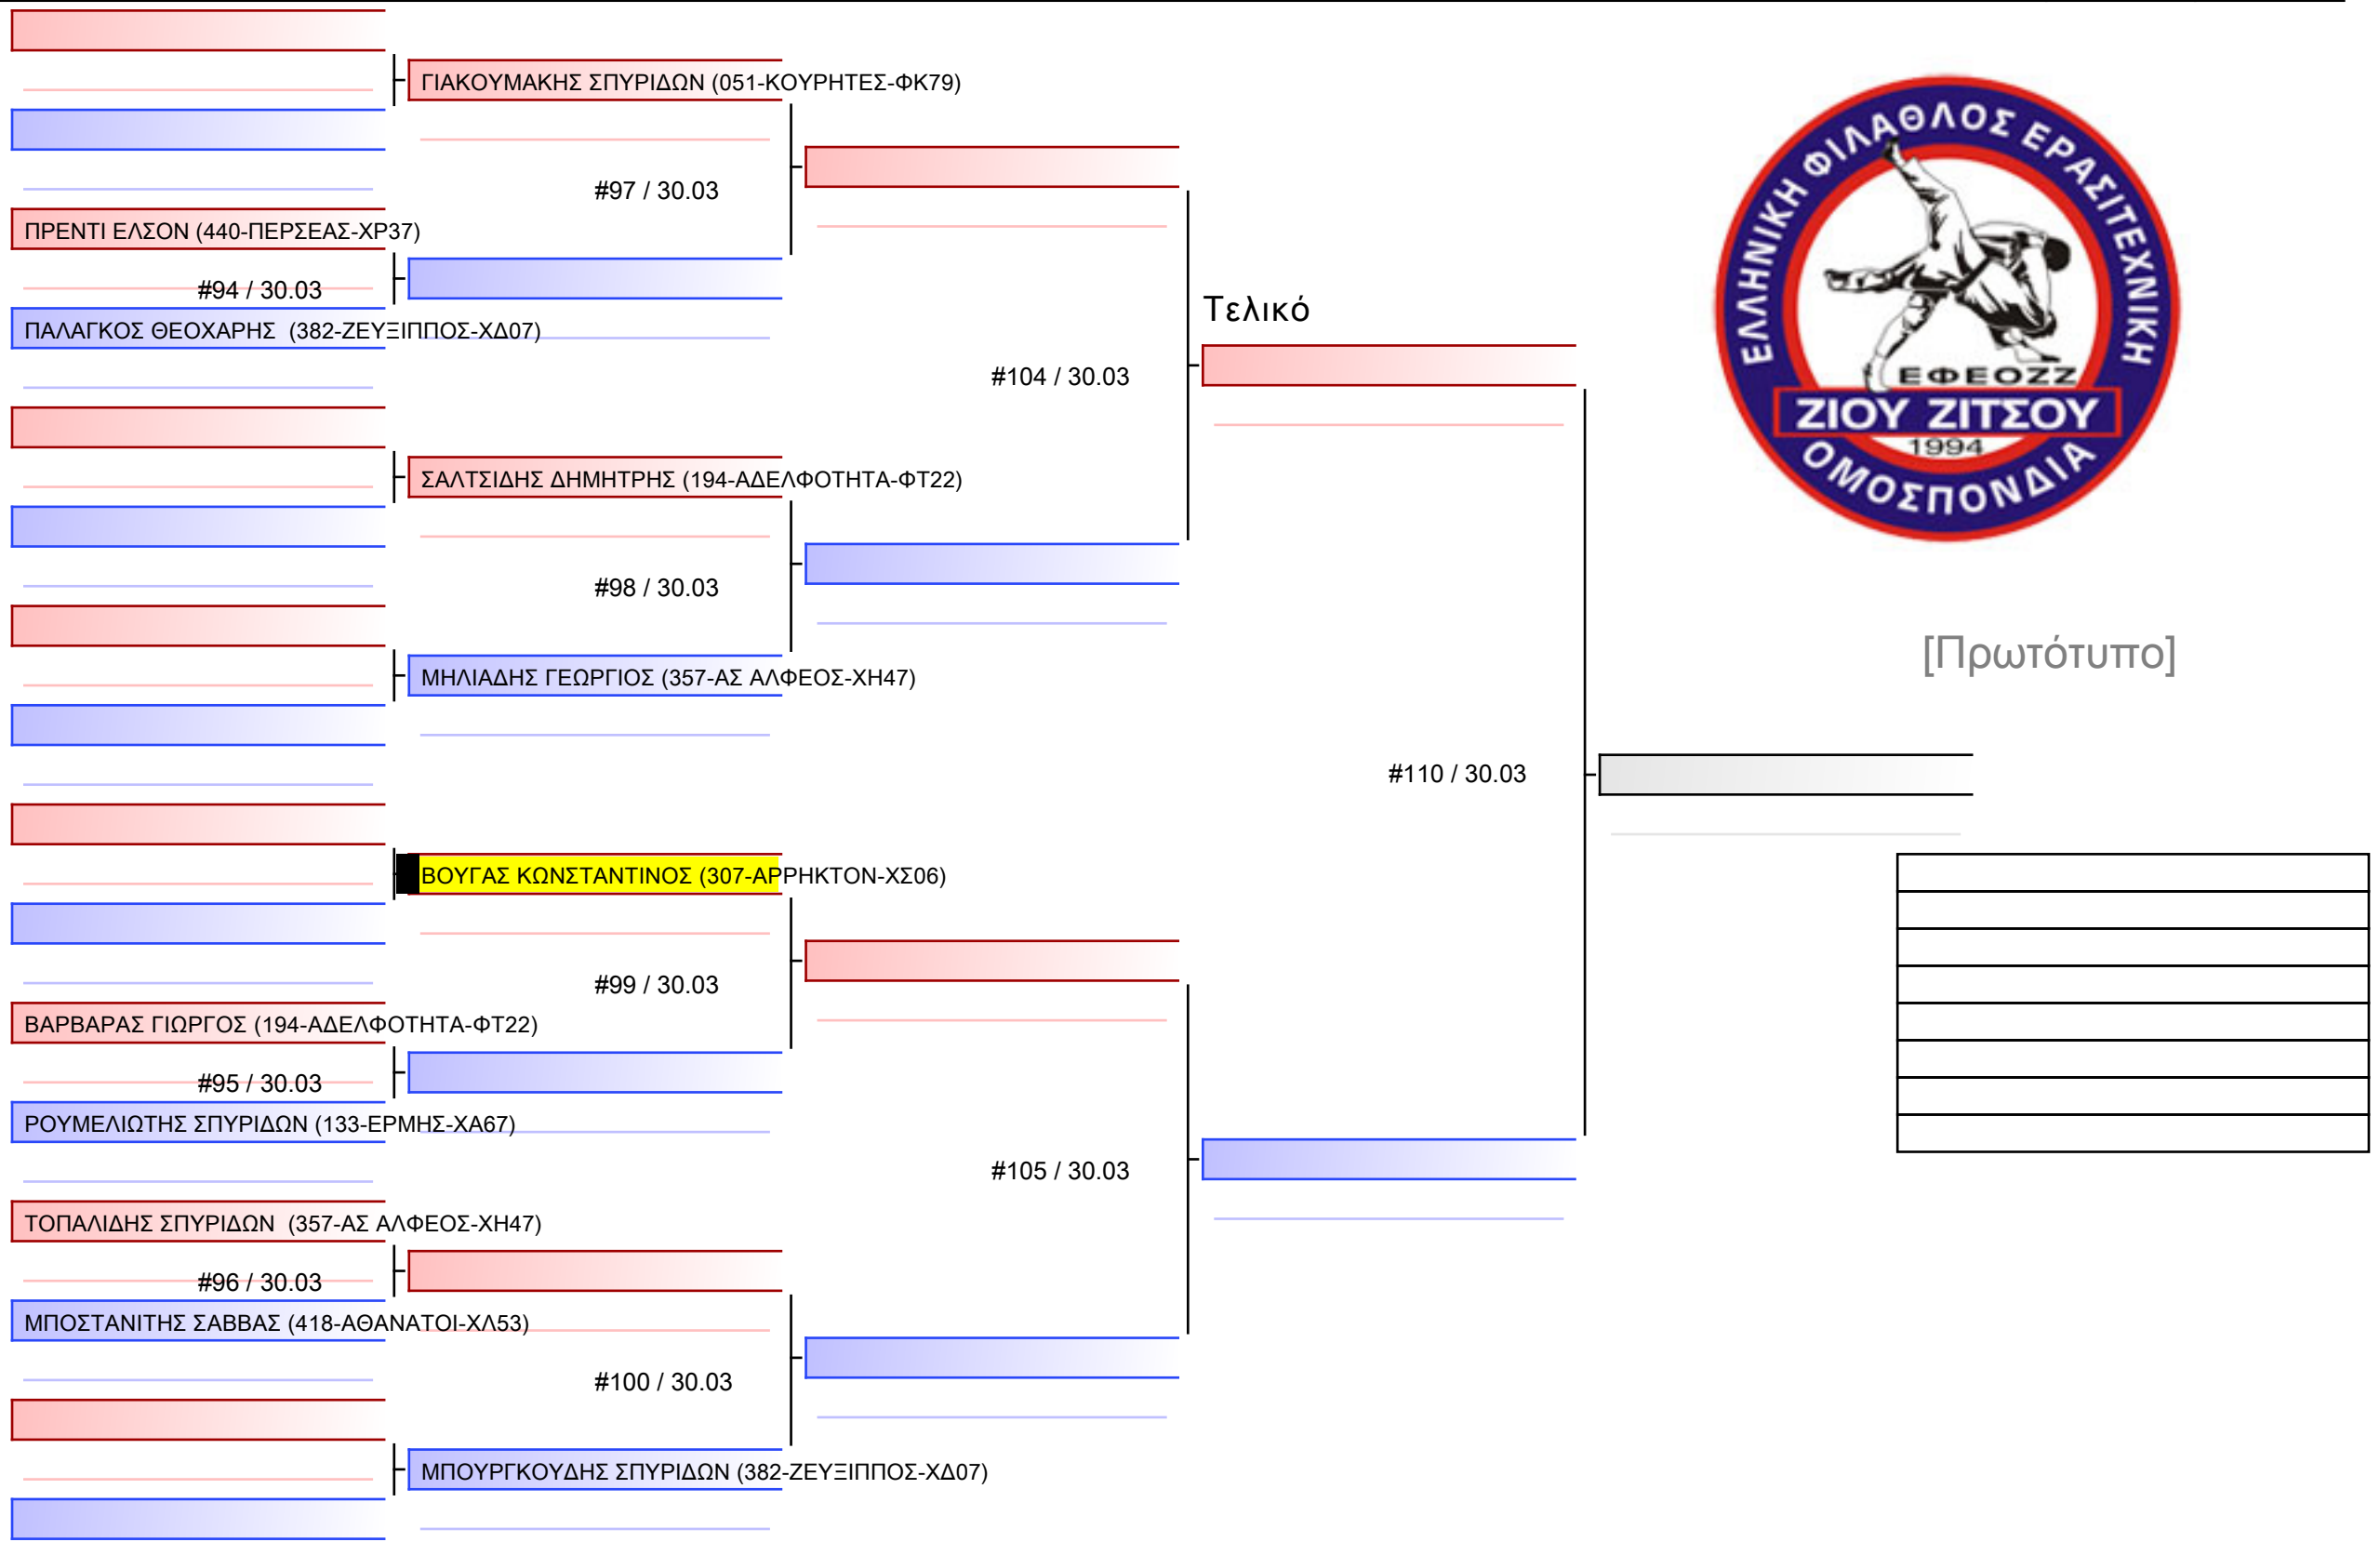 ΓΙΑΚΟΥΜΑΚΗΣ ΣΠΥΡΙΔΩΝ (051-ΚΟΥΡΗΤΕΣ-ΦΚ79)
#97 / 30.03
ΠΡΕΝΤΙ ΕΛΣΟΝ (440-ΠΕΡΣΕΑΣ-ΧΡ37)
#94 / 30.03
ΠΑΛΑΓΚΟΣ ΘΕΟΧΑΡΗΣ (382-ΖΕΥΞΙΠΠΟΣ-ΧΔ07)
#104 / 30.03
Τελικό
ΣΑΛΤΣΙΔΗΣ ΔΗΜΗΤΡΗΣ (194-ΑΔΕΛΦΟΤΗΤΑ-ΦΤ22)
#98 / 30.03
ΜΗΛΙΑΔΗΣ ΓΕΩΡΓΙΟΣ (357-ΑΣ ΑΛΦΕΟΣ-ΧΗ47)
#110 / 30.03
ΒΟΥΓΑΣ ΚΩΝΣΤΑΝΤΙΝΟΣ (307-ΑΡΡΗΚΤΟΝ-ΧΣ06)
#99 / 30.03
ΒΑΡΒΑΡΑΣ ΓΙΩΡΓΟΣ (194-ΑΔΕΛΦΟΤΗΤΑ-ΦΤ22)
#95 / 30.03
ΡΟΥΜΕΛΙΩΤΗΣ ΣΠΥΡΙΔΩΝ (133-ΕΡΜΗΣ-ΧΑ67)
#105 / 30.03
ΤΟΠΑΛΙΔΗΣ ΣΠΥΡΙΔΩΝ (357-ΑΣ ΑΛΦΕΟΣ-ΧΗ47)
#96 / 30.03
ΜΠΟΣΤΑΝΙΤΗΣ ΣΑΒΒΑΣ (418-ΑΘΑΝΑΤΟΙ-ΧΛ53)
#100 / 30.03
ΜΠΟΥΡΓΚΟΥΔΗΣ ΣΠΥΡΙΔΩΝ (382-ΖΕΥΞΙΠΠΟΣ-ΧΔ07)
ΕΛΛΗΝΙΚΗ ΦΙΛΑΘΛΟΣ ΕΡΑΣΙΤΕΧΝΙΚΗ
ΕΦΕΟΖΖ
ΖΙΟΥ ΖΙΤΣΟΥ
1994
ΟΜΟΣΠΟΝΔΙΑ
[Πρωτότυπο]